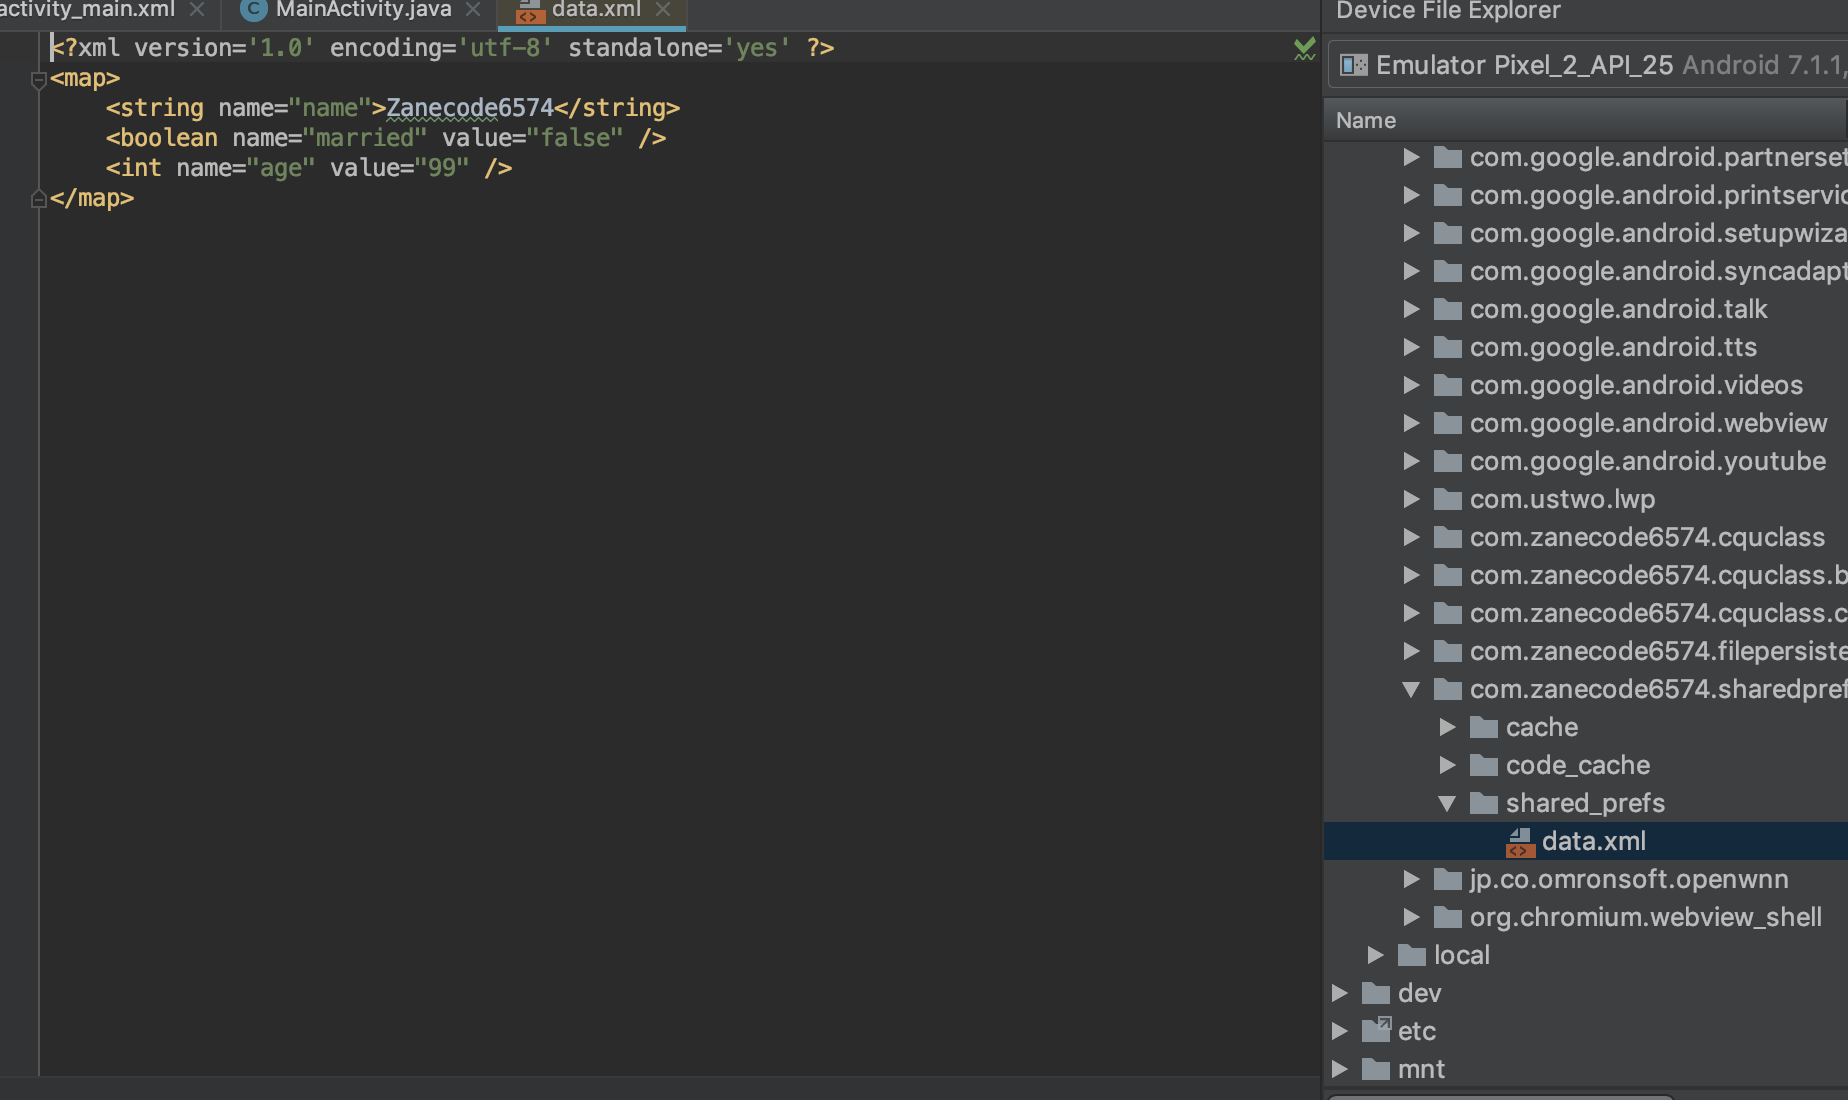 activity_main.xml
MainActivity.java
data.xml
<?xml version='1.0' encoding='utf-8' standalone='yes' ?>
<map>
    <string name="name">Zanecode6574</string>
    <boolean name="married" value="false" />
    <int name="age" value="99" />
</map>
Device File Explorer
Emulator Pixel_2_API_25 Android 7.1.1,
Name
com.google.android.partnerset
com.google.android.printservic
com.google.android.setupwiza
com.google.android.syncadapt
com.google.android.talk
com.google.android.tts
com.google.android.videos
com.google.android.webview
com.google.android.youtube
com.ustwo.lwp
com.zanecode6574.cquclass
com.zanecode6574.cquclass.b
com.zanecode6574.cquclass.c
com.zanecode6574.filepersiste
com.zanecode6574.sharedpref
cache
code_cache
shared_prefs
data.xml
jp.co.omronsoft.openwnn
org.chromium.webview_shell
local
dev
etc
mnt